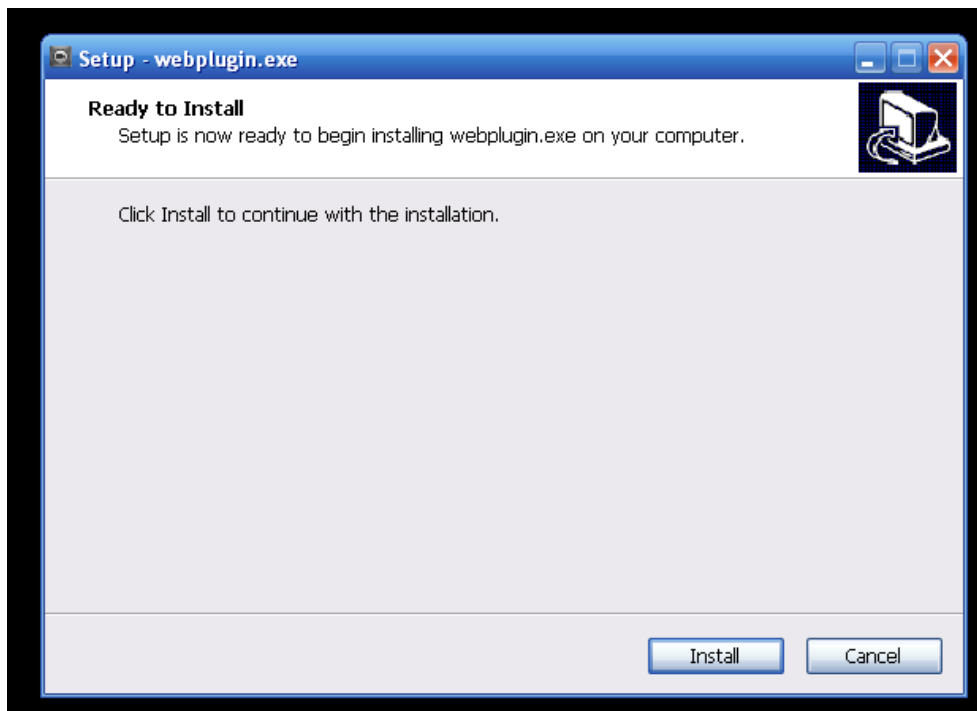 Setup - webplugin.exe
Ready to Install
Setup is now ready to begin installing webplugin.exe on your computer.
Click Install to continue with the installation.
Install
Cancel